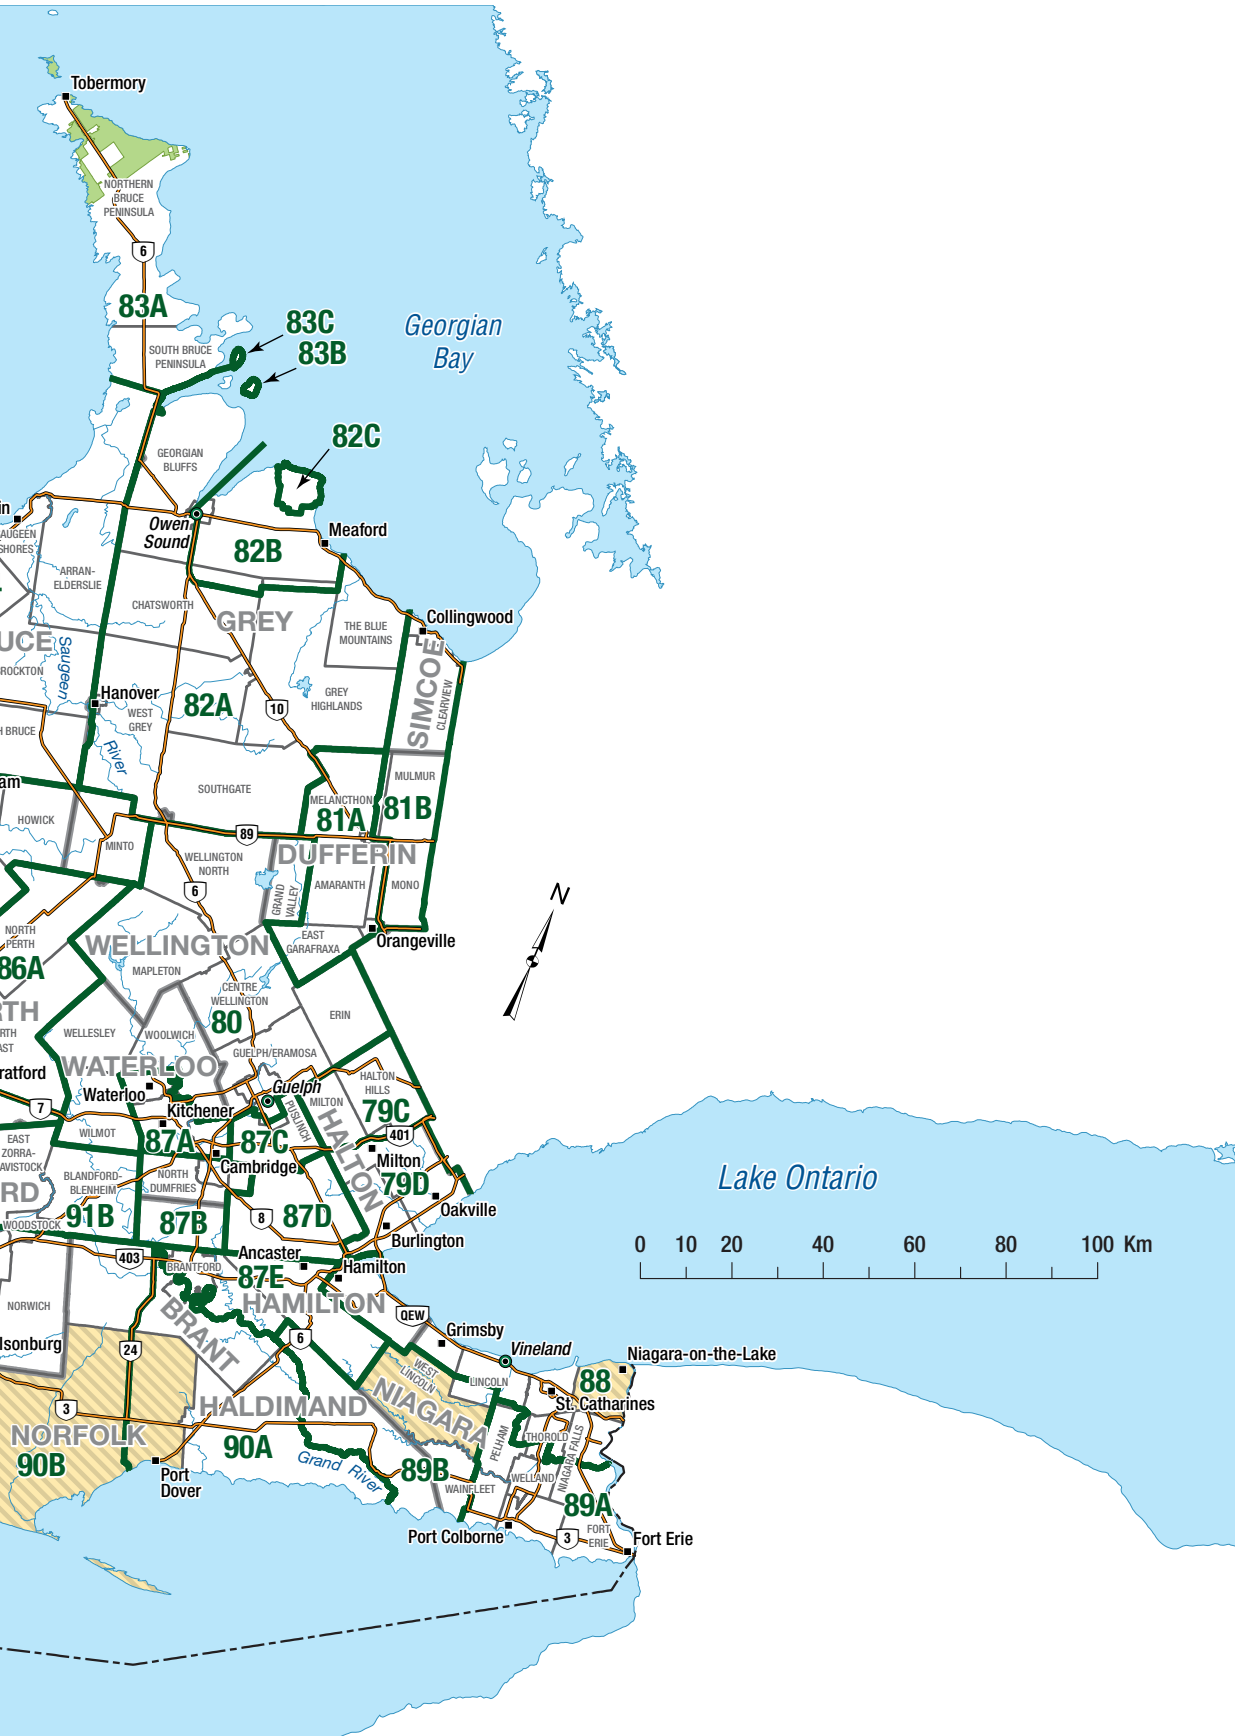 Tobermory
NORTHERN
BRUCE
PENINSULA
6
83A
83C
83B
SOUTH BRUCE
PENINSULA
Georgian
Bay
82C
GEORGIAN
BLUFFS
Owen
Sound
Meaford
82B
in
AUGEEN
SHORES
ARRAN-
ELDERSLIE
CHATSWORTH
GREY
THE BLUE
MOUNTAINS
Collingwood
UCE
ROCKTON
Saugeen
River
SIMCOE
CLEARVIEW
Hanover
WEST
GREY
82A
10
GREY
HIGHLANDS
H BRUCE
am
HOWICK
SOUTHGATE
MELANCTHON
81A
MULMUR
81B
89
MINTO
WELLINGTON
NORTH
DUFFERIN
6
GRAND
VALLEY
AMARANTH
MONO
N
NORTH
PERTH
86A
WELLINGTON
MAPLETON
EAST
GARAFRAXA
Orangeville
CENTRE
WELLINGTON
80
ERIN
RTH
RTH
AST
WELLESLEY
WOOLWICH
GUELPH/ERAMOSA
WATERLOO
ratford
Waterloo
Guelph
HALTON
HILLS
MILTON
79C
7
Kitchener
PUSLINCH
HALTON
WILMOT
87A
87C
401
EAST
ZORRA-
AVISTOCK
Cambridge
Milton
79D
BLANDFORD-
BLENHEIM
NORTH
DUMFRIES
RD
Oakville
Lake Ontario
WOODSTOCK
91B
87B
8
87D
Burlington
0 10 20 40 60 80 100 Km
403
BRANTFORD
Ancaster
87E
Hamilton
HAMILTON
NORWICH
BRANT
QEW
Grimsby
lsonburg
24
6
Vineland
Niagara-on-the-Lake
WEST
LINCOLN
LINCOLN
88
St. Catharines
3
NORFOLK
90B
HALDIMAND
90A
NIAGARA
PELHAM
THOROLD
NIAGARA FALLS
Grand River
89B
WAINFLEET
WELLAND
89A
Port
Dover
Port Colborne
3
FORT
ERIE
Fort Erie